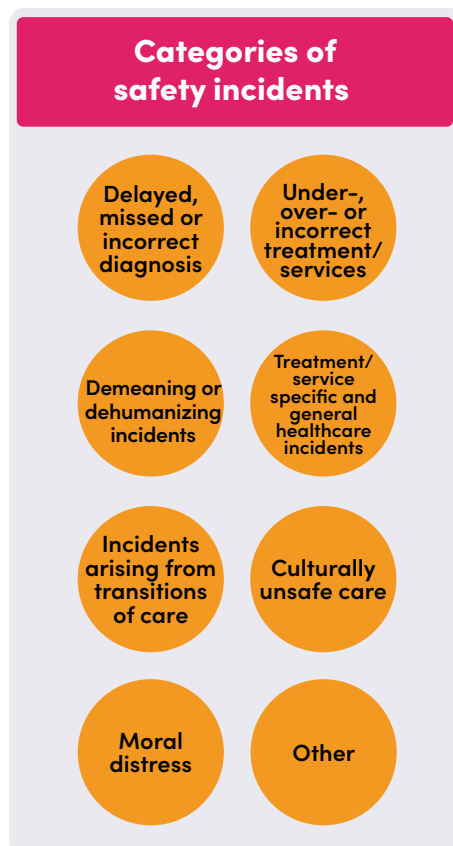 Categories of
safety incidents
Delayed,
missed or
incorrect
diagnosis
Under-,
over- or
incorrect
treatment/
services
Demeaning or
dehumanizing
incidents
Treatment/
service
specific and
general
healthcare
incidents
Incidents
arising from
transitions
of care
Culturally
unsafe care
Moral
distress
Other